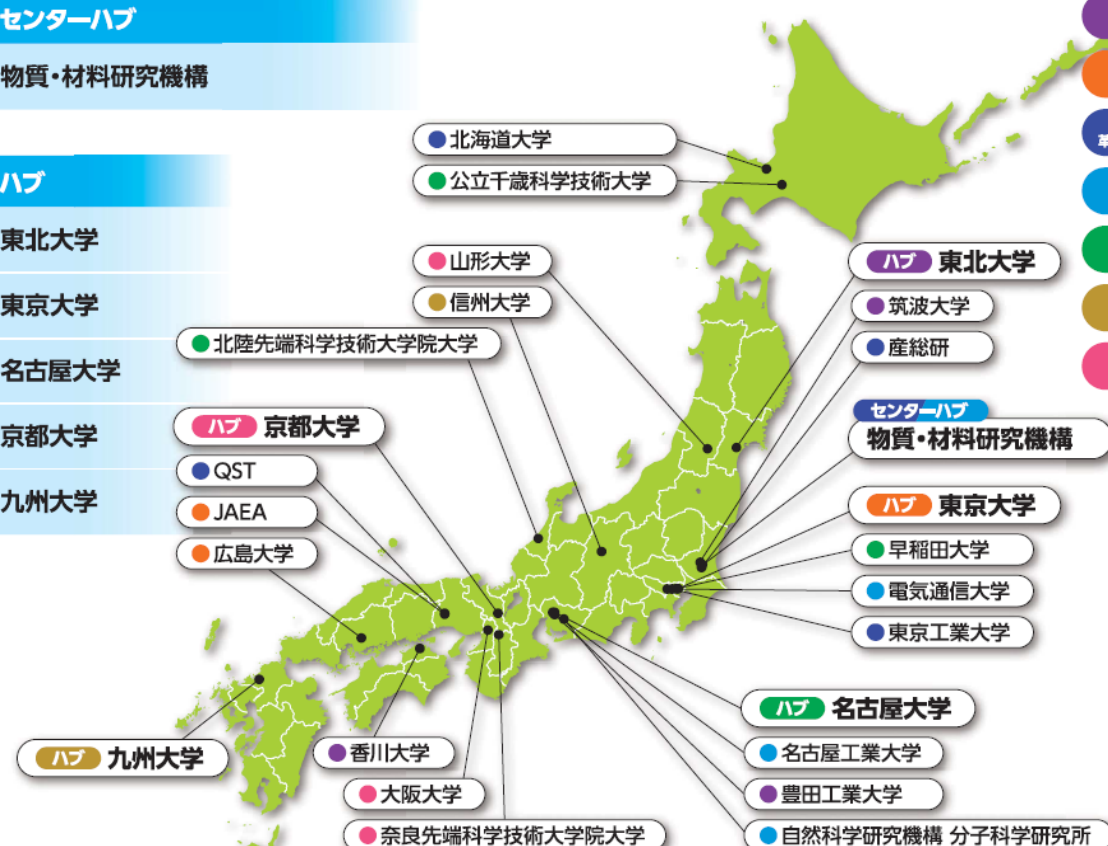 センターハブ
物質・材料研究機構
ハブ
東北大学
東京大学
名古屋大学
京都大学
九州大学
北海道大学
公立千歳科学技術大学
山形大学
信州大学
北陸先端科学技術大学院大学
ハブ 京都大学
QST
JAEA
広島大学
ハブ 九州大学
香川大学
大阪大学
奈良先端科学技術大学院大学
ハブ 東北大学
筑波大学
産総研
センターハブ
物質・材料研究機構
ハブ 東京大学
早稲田大学
電気通信大学
東京工業大学
ハブ 名古屋大学
名古屋工業大学
豊田工業大学
自然科学研究機構 分子科学研究所
革